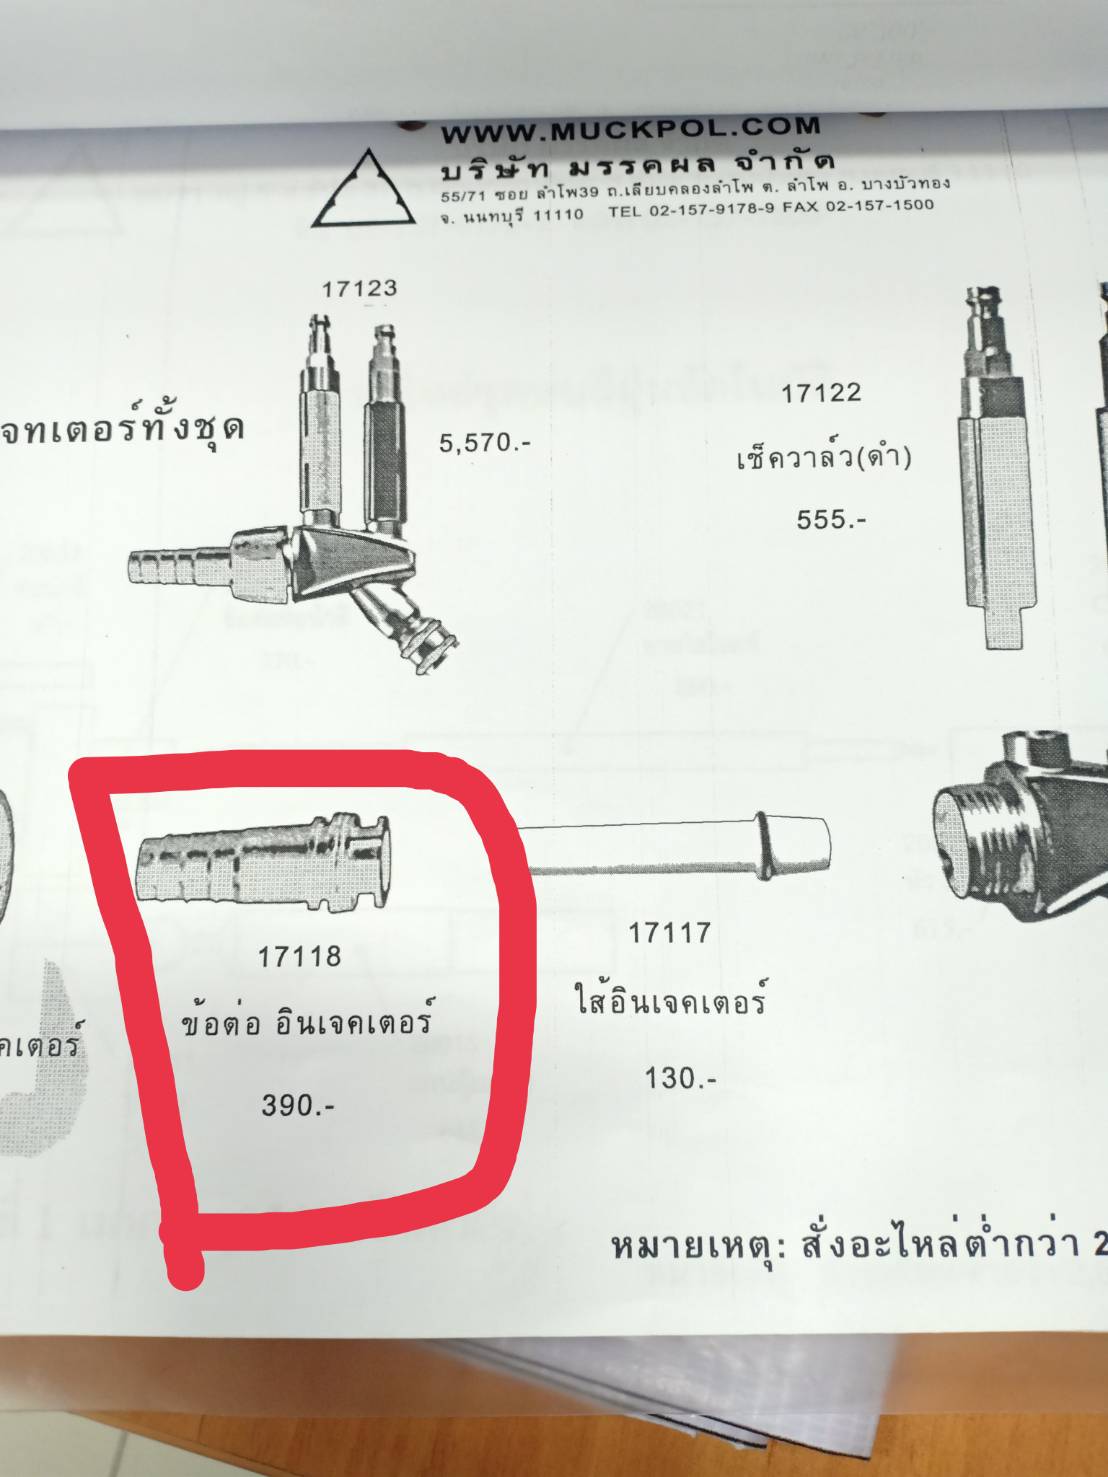 WWW.MUCKPOL.COM
บริษัท มรรคผล จำกัด
55/71 ซอย ลำโพ39 ถ.เลียบคลองลำโพ ต. ลำโพ อ. บางบัวทอง
จ. นนทบุรี 11110 TEL 02-157-9178-9 FAX 02-157-1500
17123
จทเตอร์ทั้งชุด
5,570.-
17122
เช็ควาล์ว(ดำ)
555.-
17118
ข้อต่อ อินเจคเตอร์
390.-
17117
ใส้อินเจคเตอร์
130.-
คเตอร์
หมายเหตุ: สั่งอะไหล่ต่ำกว่า 2